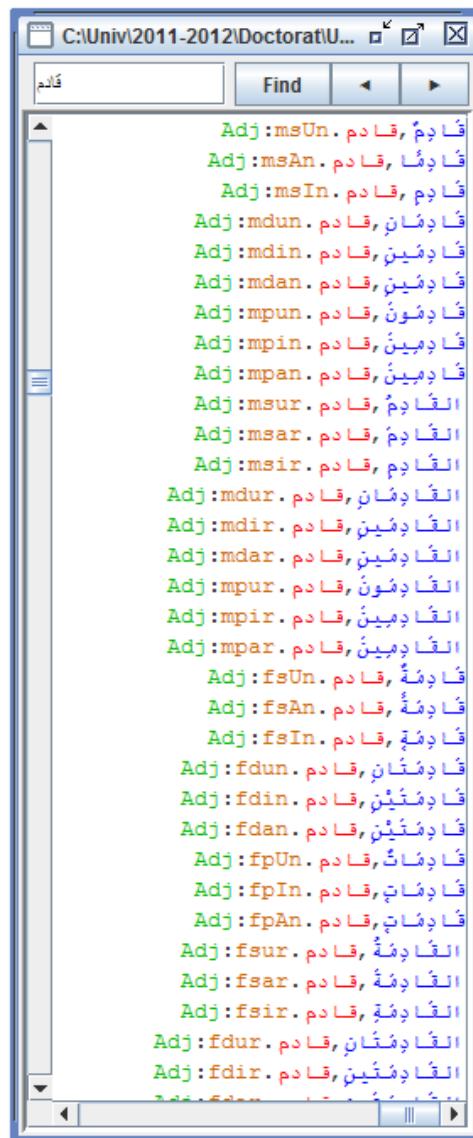 C:\Univ\2011-2012\Doctorat\U...
قَادم
Find
قَادِمٌ,قادم.Adj:msUn
قَادِمًا,قادم.Adj:msAn
قَادِمٍ,قادم.Adj:msIn
قَادِمَانِ,قادم.Adj:mdun
قَادِمَينِ,قادم.Adj:mdin
قَادِمَينِ,قادم.Adj:mdan
قَادِمُونَ,قادم.Adj:mpun
قَادِمِينَ,قادم.Adj:mpin
قَادِمِينَ,قادم.Adj:mpan
القَادِمُ,قادم.Adj:msur
القَادِمَ,قادم.Adj:msar
القَادِمِ,قادم.Adj:msir
القَادِمَانِ,قادم.Adj:mdur
القَادِمَينِ,قادم.Adj:mdir
القَادِمَينِ,قادم.Adj:mdar
القَادِمُونَ,قادم.Adj:mpur
القَادِمِينَ,قادم.Adj:mpir
القَادِمِينَ,قادم.Adj:mpar
قَادِمَةٌ,قادم.Adj:fsUn
قَادِمَةً,قادم.Adj:fsAn
قَادِمَةٍ,قادم.Adj:fsIn
قَادِمَتَانِ,قادم.Adj:fdun
قَادِمَتَيْنِ,قادم.Adj:fdin
قَادِمَتَيْنِ,قادم.Adj:fdan
قَادِمَاتٌ,قادم.Adj:fpUn
قَادِمَاتٍ,قادم.Adj:fpIn
قَادِمَاتٍ,قادم.Adj:fpAn
القَادِمَةُ,قادم.Adj:fsur
القَادِمَةَ,قادم.Adj:fsar
القَادِمَةِ,قادم.Adj:fsir
القَادِمَتَانِ,قادم.Adj:fdur
القَادِمَتَينِ,قادم.Adj:fdir